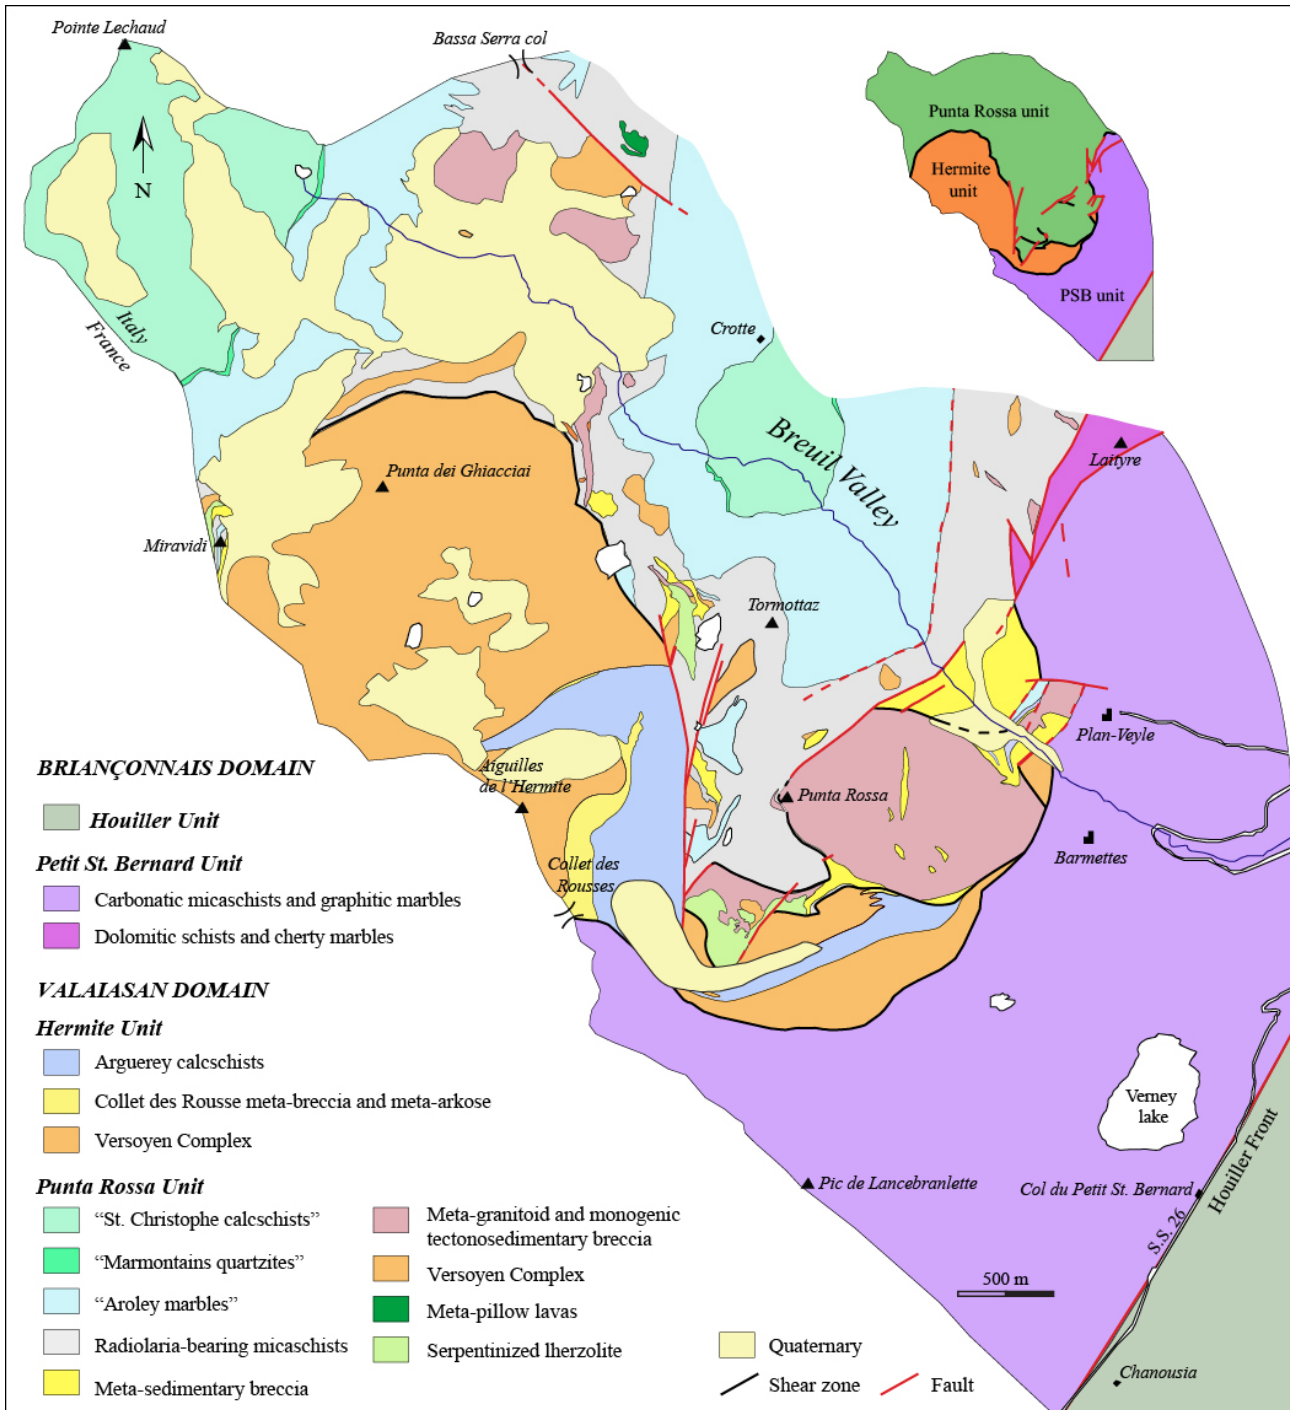 Pointe Lechaud
Bassa Serra col
N
Punta Rossa unit
Hermite
unit
PSB unit
Italy
France
Crotte
Breuil Valley
Laityre
Punta dei Ghiacciai
Miravidi
Tormottaz
Plan-Veyle
Aiguilles
de l'Hermite
Punta Rossa
Barmettes
Collet des
Rousses
BRIANÇONNAIS DOMAIN
Houiller Unit
Petit St. Bernard Unit
Carbonatic micaschists and graphitic marbles
Dolomitic schists and cherty marbles
VALAIASAN DOMAIN
Hermite Unit
Arguerey calcschists
Collet des Rousse meta-breccia and meta-arkose
Versoyen Complex
Punta Rossa Unit
“St. Christophe calcschists”
“Marmontains quartzites”
“Aroley marbles”
Radiolaria-bearing micaschists
Meta-sedimentary breccia
Meta-granitoid and monogenic
tectonosedimentary breccia
Versoyen Complex
Meta-pillow lavas
Serpentinized lherzolite
Quaternary
Shear zone
Fault
Verney
lake
Pic de Lancebranlette
Col du Petit St. Bernard
S.S. 26
Houiller Front
500 m
Chanousia